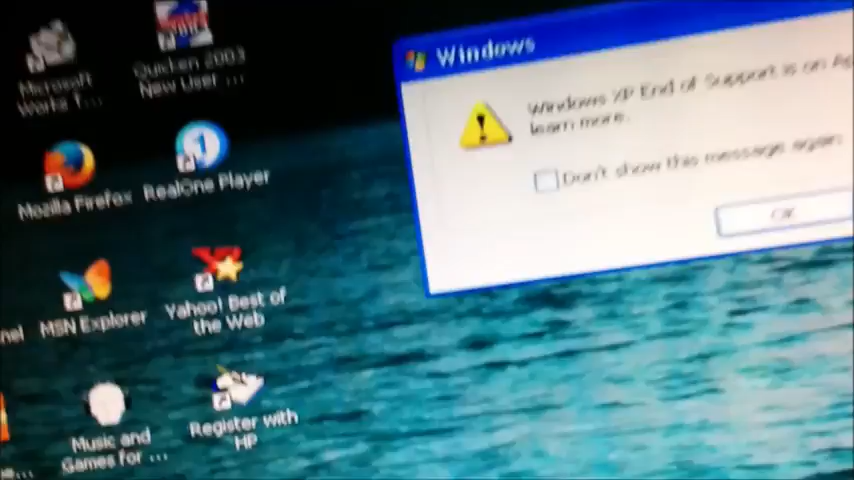 Microsoft
Works T...
Quicken 2003
New User ...
Windows
Windows XP End of Support is on Ap
learn more.
Don't show this message again.
OK
Mozilla Firefox
RealOne Player
MSN Explorer
Yahoo! Best of
the Web
nel
Music and
Games for ...
Register with
HP
e...